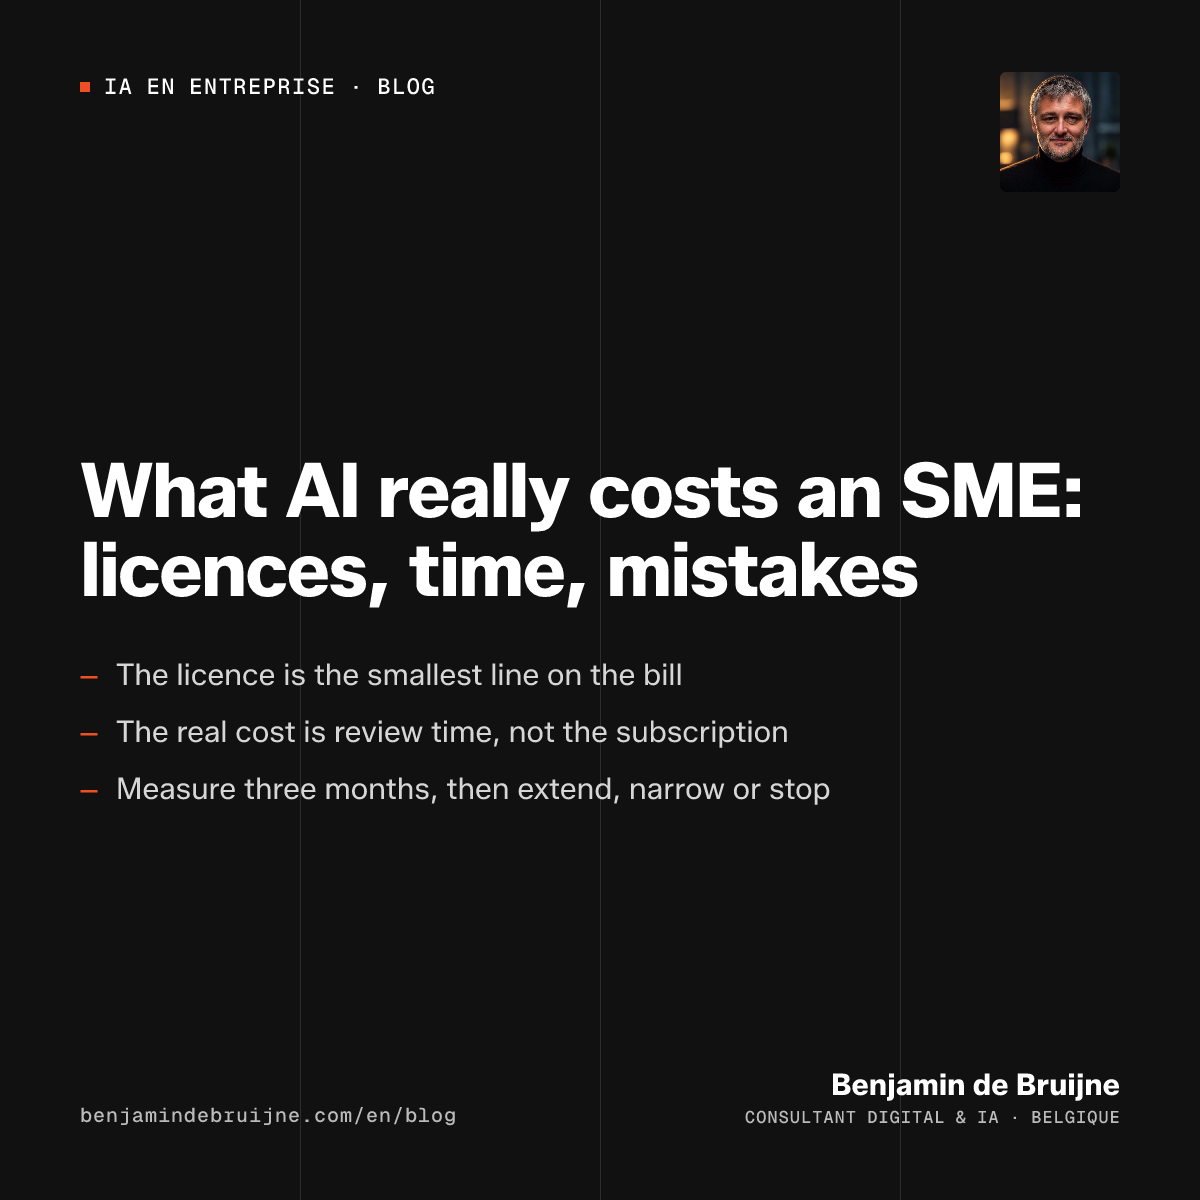 IA EN ENTREPRISE · BLOG
What AI really costs an SME:
licences, time, mistakes
– The licence is the smallest line on the bill
– The real cost is review time, not the subscription
– Measure three months, then extend, narrow or stop
benjamindebruijne.com/en/blog
Benjamin de Bruijne
CONSULTANT DIGITAL & IA · BELGIQUE